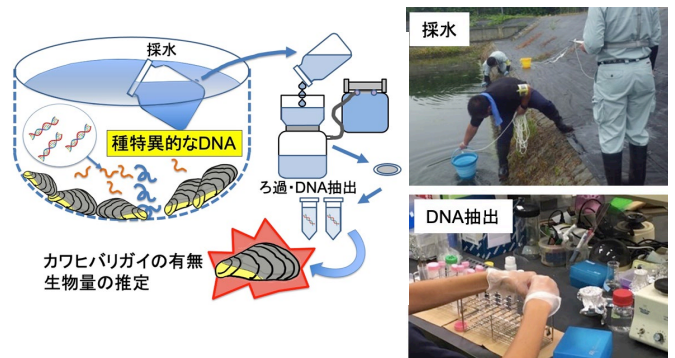 採水
種特異的なDNA
ろ過・DNA抽出
カワヒバリガイの有無
生物量の推定
採水
DNA抽出